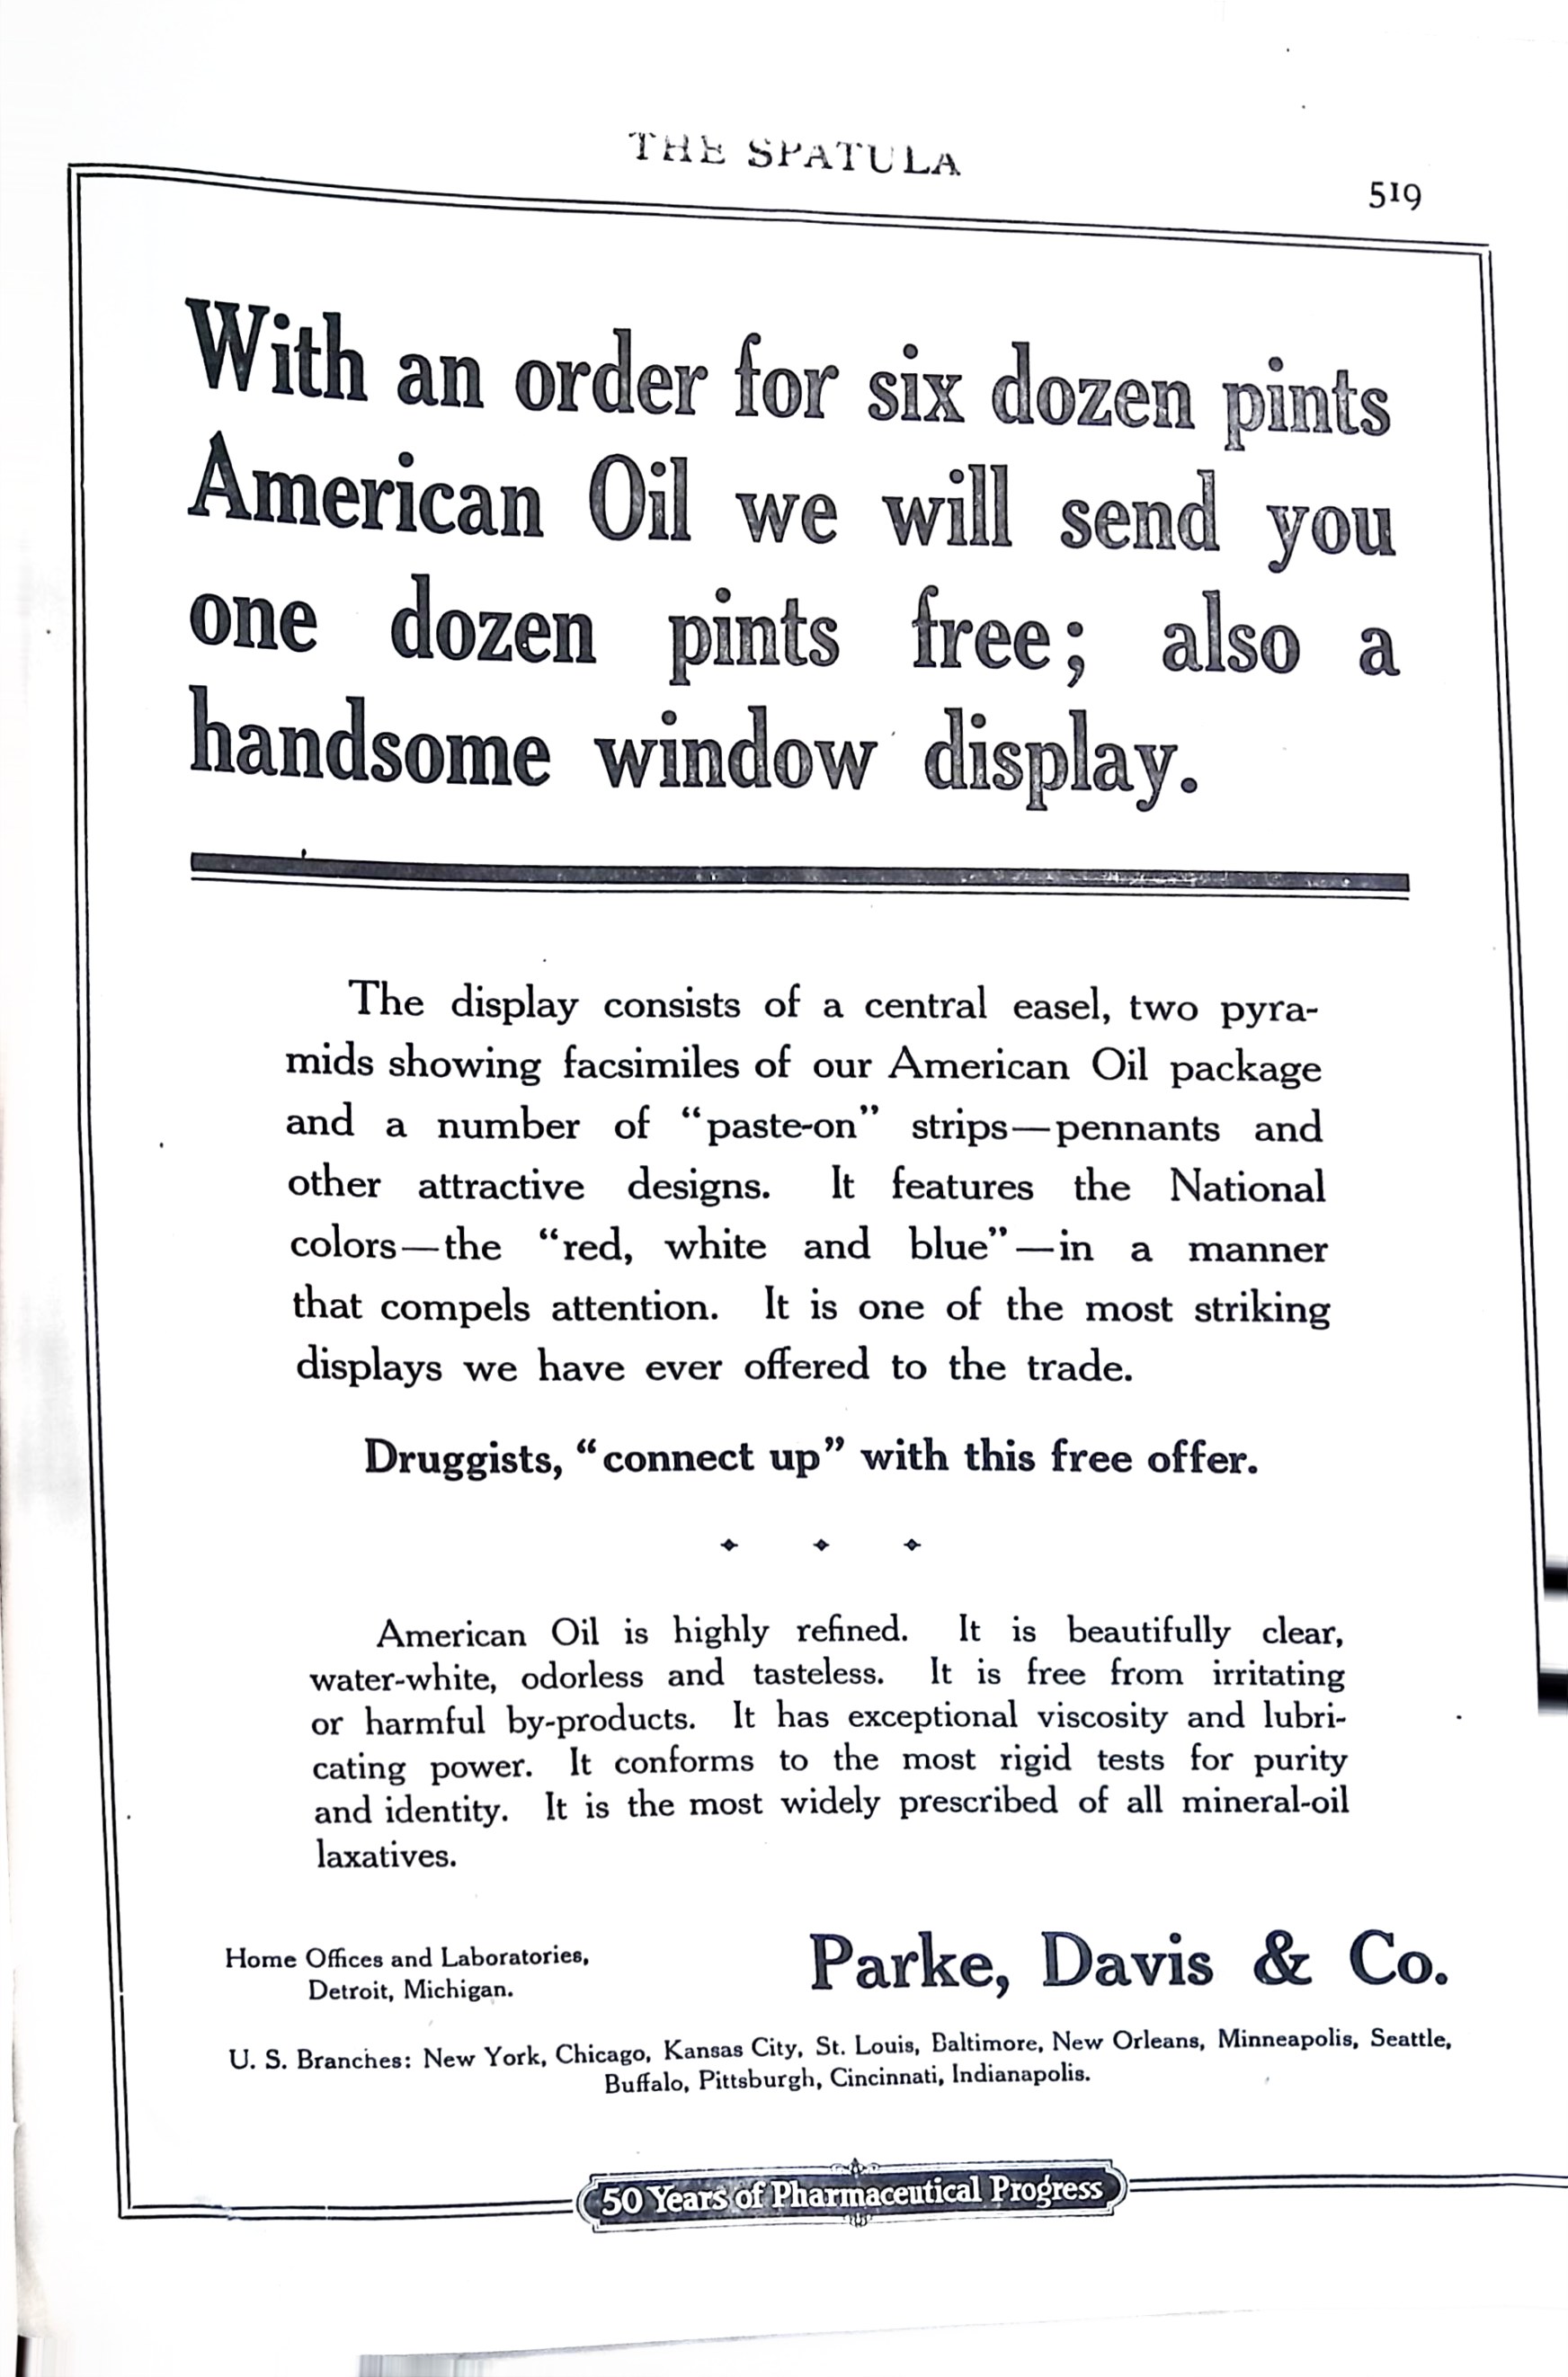 THE SPATULA
519
With an order for six dozen pints
American Oil we will send you
one dozen pints free; also a
handsome window display.
The display consists of a central easel, two pyra-
mids showing facsimiles of our American Oil package
and a number of “paste-on” strips—pennants and
other attractive designs. It features the National
colors—the “red, white and blue”—in a manner
that compels attention. It is one of the most striking
displays we have ever offered to the trade.
Druggists, “connect up” with this free offer.
American Oil is highly refined. It is beautifully clear,
water-white, odorless and tasteless. It is free from irritating
or harmful by-products. It has exceptional viscosity and lubri-
cating power. It conforms to the most rigid tests for purity
and identity. It is the most widely prescribed of all mineral-oil
laxatives.
Home Offices and Laboratories,
Detroit, Michigan.
Parke, Davis & Co.
U. S. Branches: New York, Chicago, Kansas City, St. Louis, Baltimore, New Orleans, Minneapolis, Seattle,
Buffalo, Pittsburgh, Cincinnati, Indianapolis.
50 Years of Pharmaceutical Progress